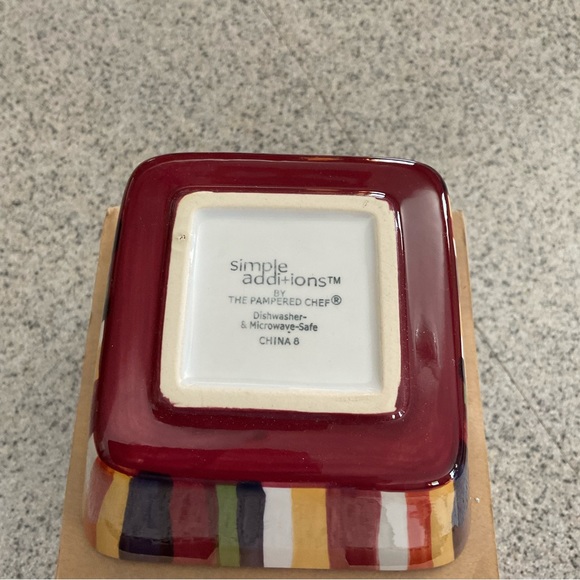 simple
additions™
BY
THE PAMPERED CHEF®
Dishwasher-
& Microwave-Safe
CHINA 8